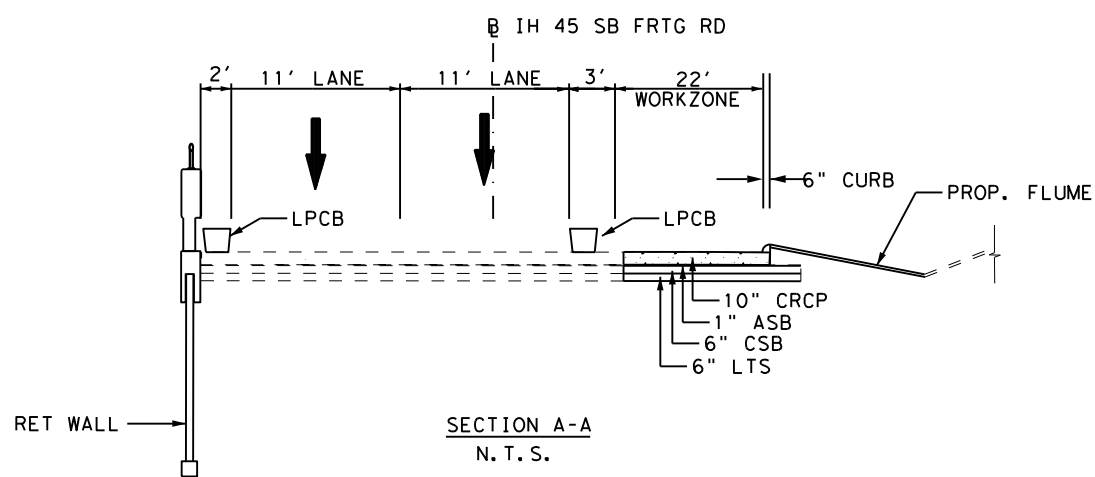 ℄ IH 45 SB FRTG RD
2' 11' LANE 11' LANE 3' 22'
WORKZONE
6" CURB
PROP. FLUME
LPCB LPCB
10" CRCP
1" ASB
6" CSB
6" LTS
RET WALL
SECTION A-A
N.T.S.